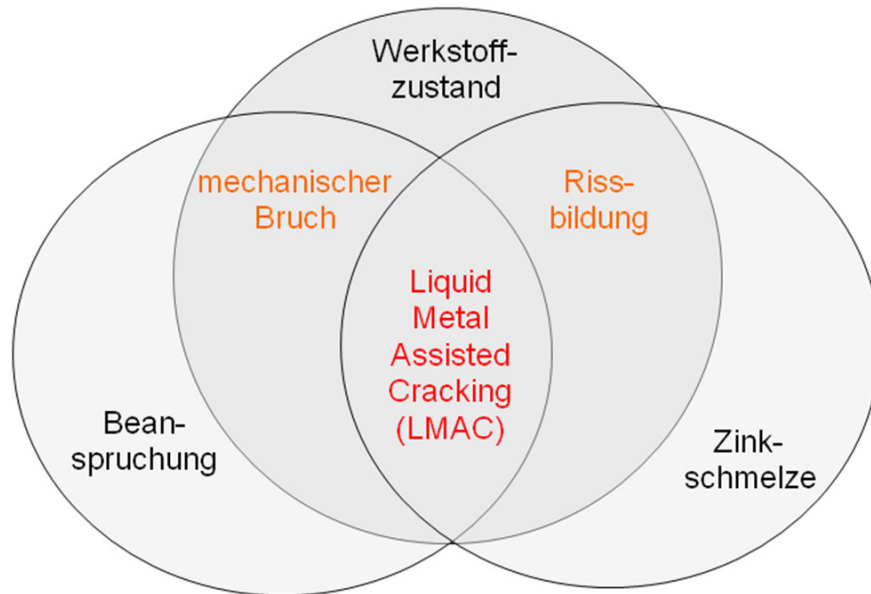 Werkstoff-
zustand
mechanischer
Bruch
Riss-
bildung
Liquid
Metal
Assisted
Cracking
(LMAC)
Bean-
spruchung
Zink-
schmelze